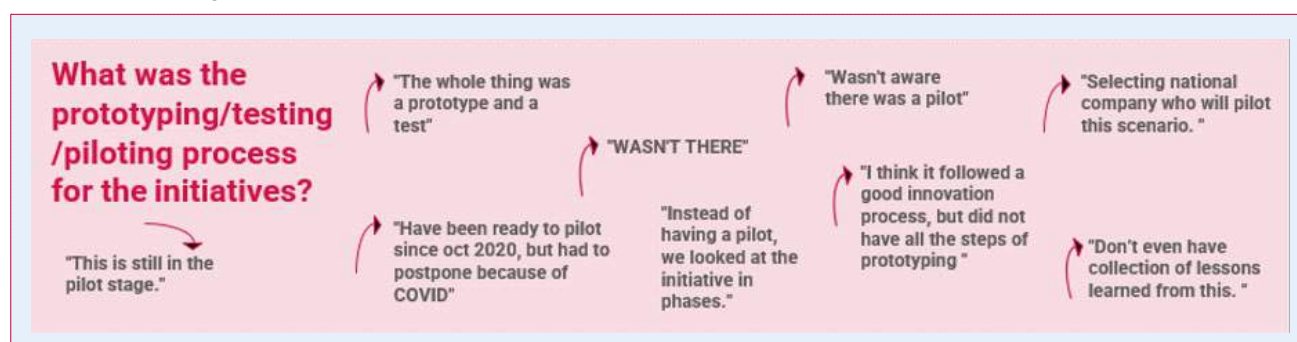 What was the
prototyping/testing
/piloting process
for the initiatives?
"This is still in the
pilot stage."
"The whole thing was
a prototype and a
test"
"Have been ready to pilot
since oct 2020, but had to
postpone because of
COVID"
"WASN'T THERE"
"Instead of
having a pilot,
we looked at the
initiative in
phases."
"Wasn't aware
there was a pilot"
"I think it followed a
good innovation
process, but did not
have all the steps of
prototyping "
"Selecting national
company who will pilot
this scenario. "
"Don't even have
collection of lessons
learned from this. "